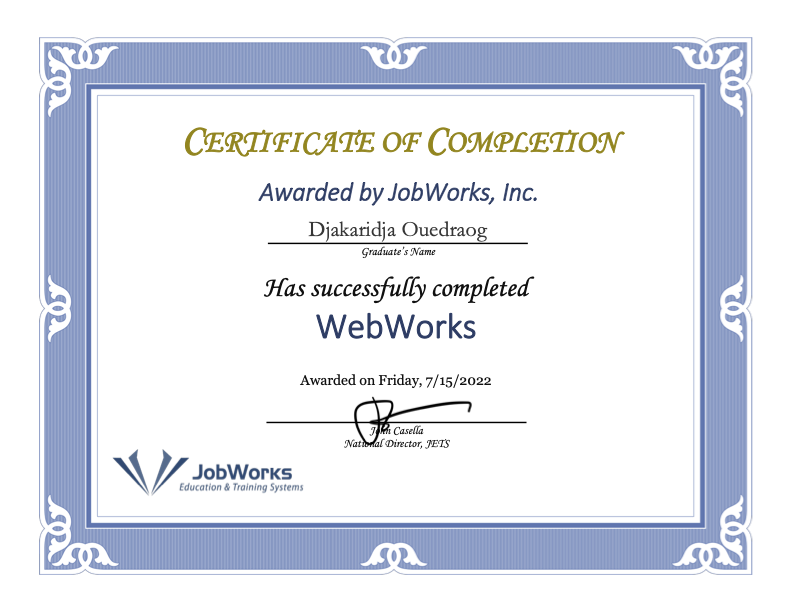 CERTIFICATE OF COMPLETION
Awarded by JobWorks, Inc.
Djakaridja Ouedraog
Graduate's Name
Has successfully completed
WebWorks
Awarded on Friday, 7/15/2022
John Casella
National Director, JETS
JobWorks
Education & Training Systems